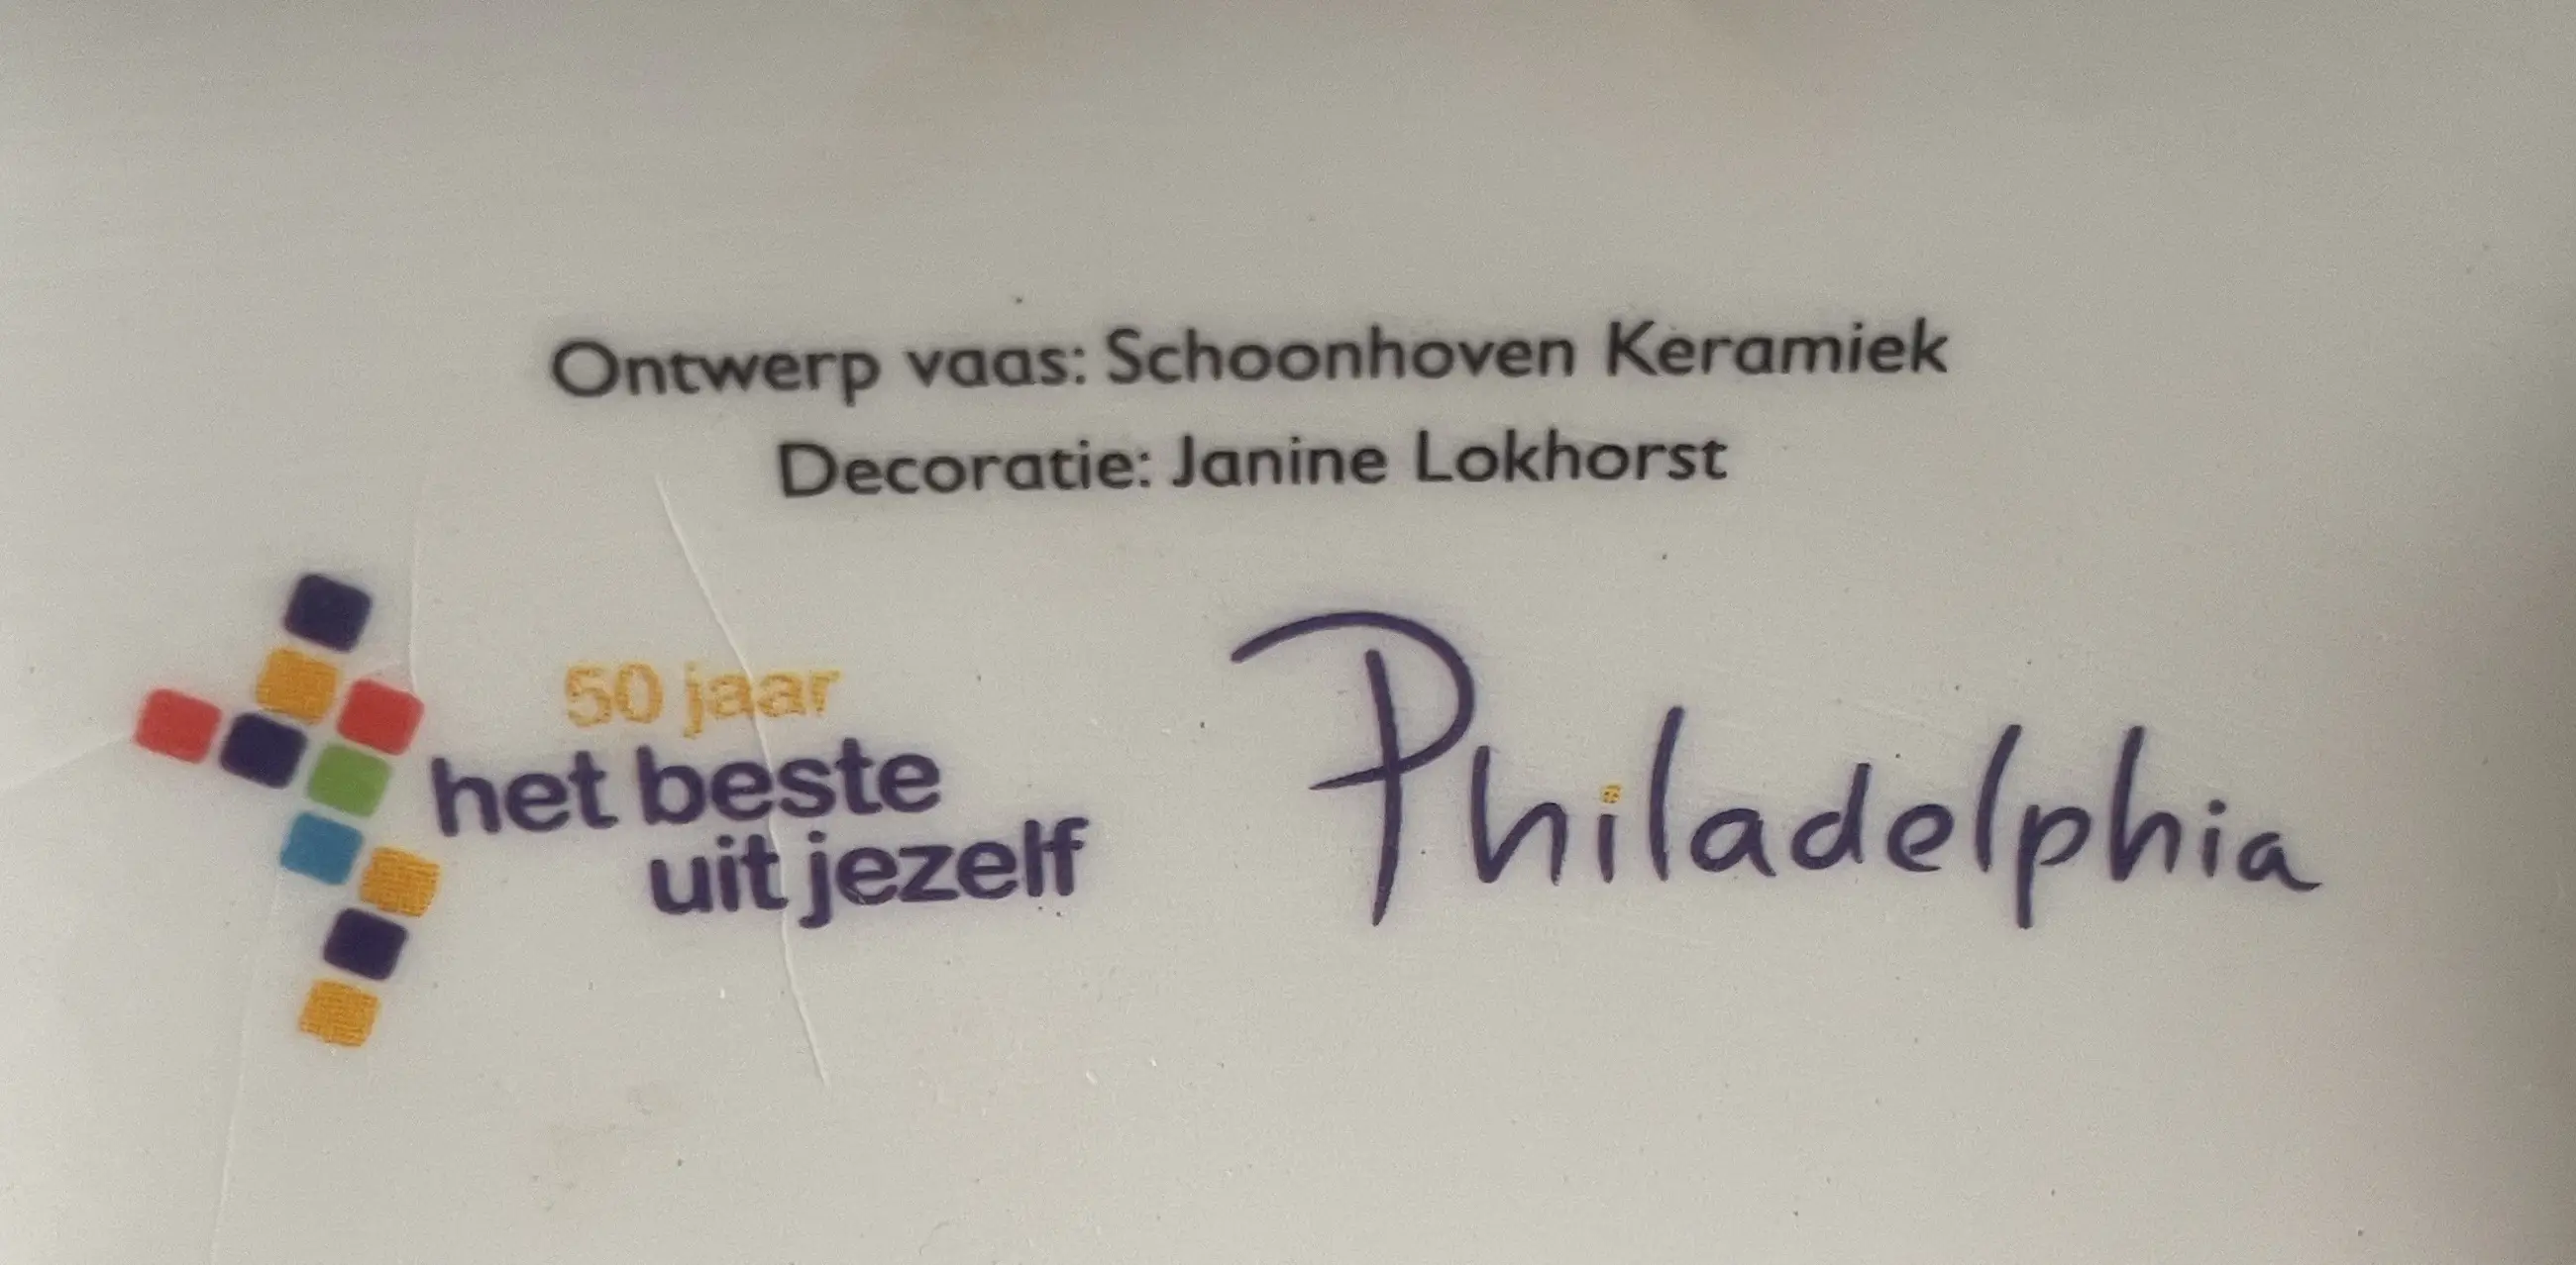 Ontwerp vaas: Schoonhoven Keramiek
Decoratie: Janine Lokhorst
50 jaar
het beste
uit jezelf
Philadelphia